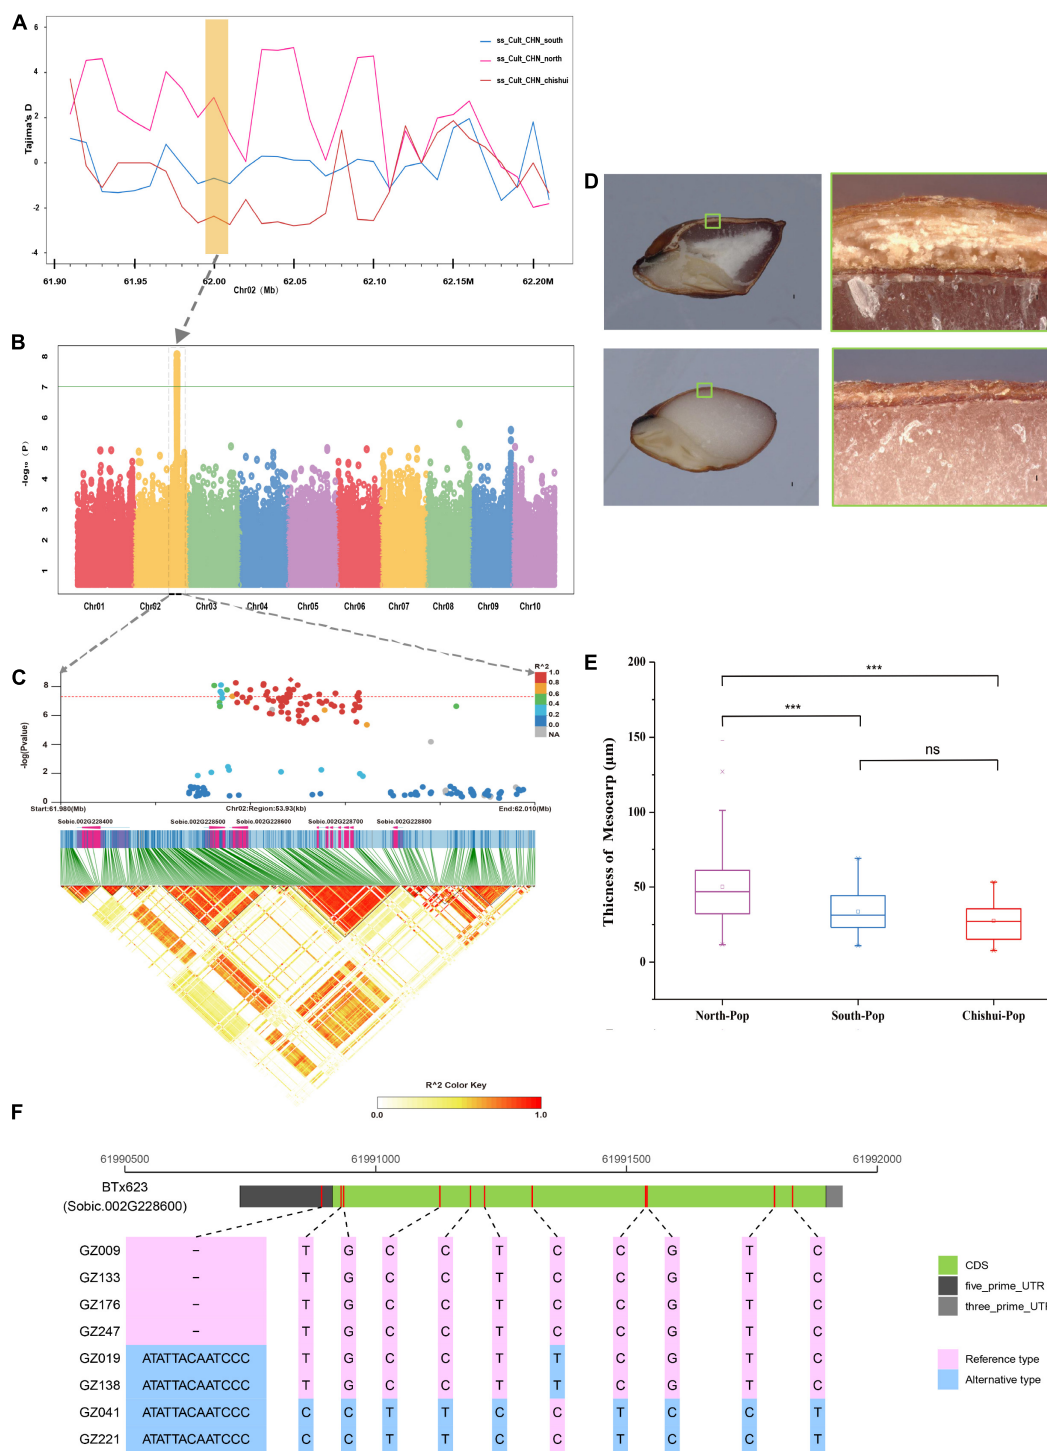 A
6
4
2
0
-2
-4
Tajima's D
ss_Cult_CHN_south
ss_Cult_CHN_north
ss_Cult_CHN_chishui
61.90
61.95
62.00
62.05
62.10
62.15M
62.20M
Chr02 (Mb)
B
8
7
6
5
4
3
2
1
-log₁₀ (P)
Chr01
Chr02
Chr03
Chr04
Chr05
Chr06
Chr07
Chr08
Chr09
Chr10
C
8
6
4
2
0
-log(Pvalue)
R^2
1.0
0.8
0.6
0.4
0.2
0.0
NA
Start:61.980(Mb)
Chr02:Region:53.93(kb)
End:62.010(Mb)
Sobic.002G228400
Sobic.002G228500
Sobic.002G228600
Sobic.002G228700
Sobic.002G228800
R^2 Color Key
0.0
1.0
D
E
200
150
100
50
0
Thicness of Mesocarp (μm)
***
***
ns
North-Pop
South-Pop
Chishui-Pop
F
61990500
61991000
61991500
61992000
BTx623
(Sobic.002G228600)
GZ009 – T G C C T C C G T C
GZ133 – T G C C T C C G T C
GZ176 – T G C C T C C G T C
GZ247 – T G C C T C C G T C
GZ019 ATATTACAATCCC T G C C T T C G T C
GZ138 ATATTACAATCCC T G C C T T C G T C
GZ041 ATATTACAATCCC C C T T C C T C C T
GZ221 ATATTACAATCCC C C T T C C T C C T
CDS
five_prime_UTR
three_prime_UT
Reference type
Alternative type